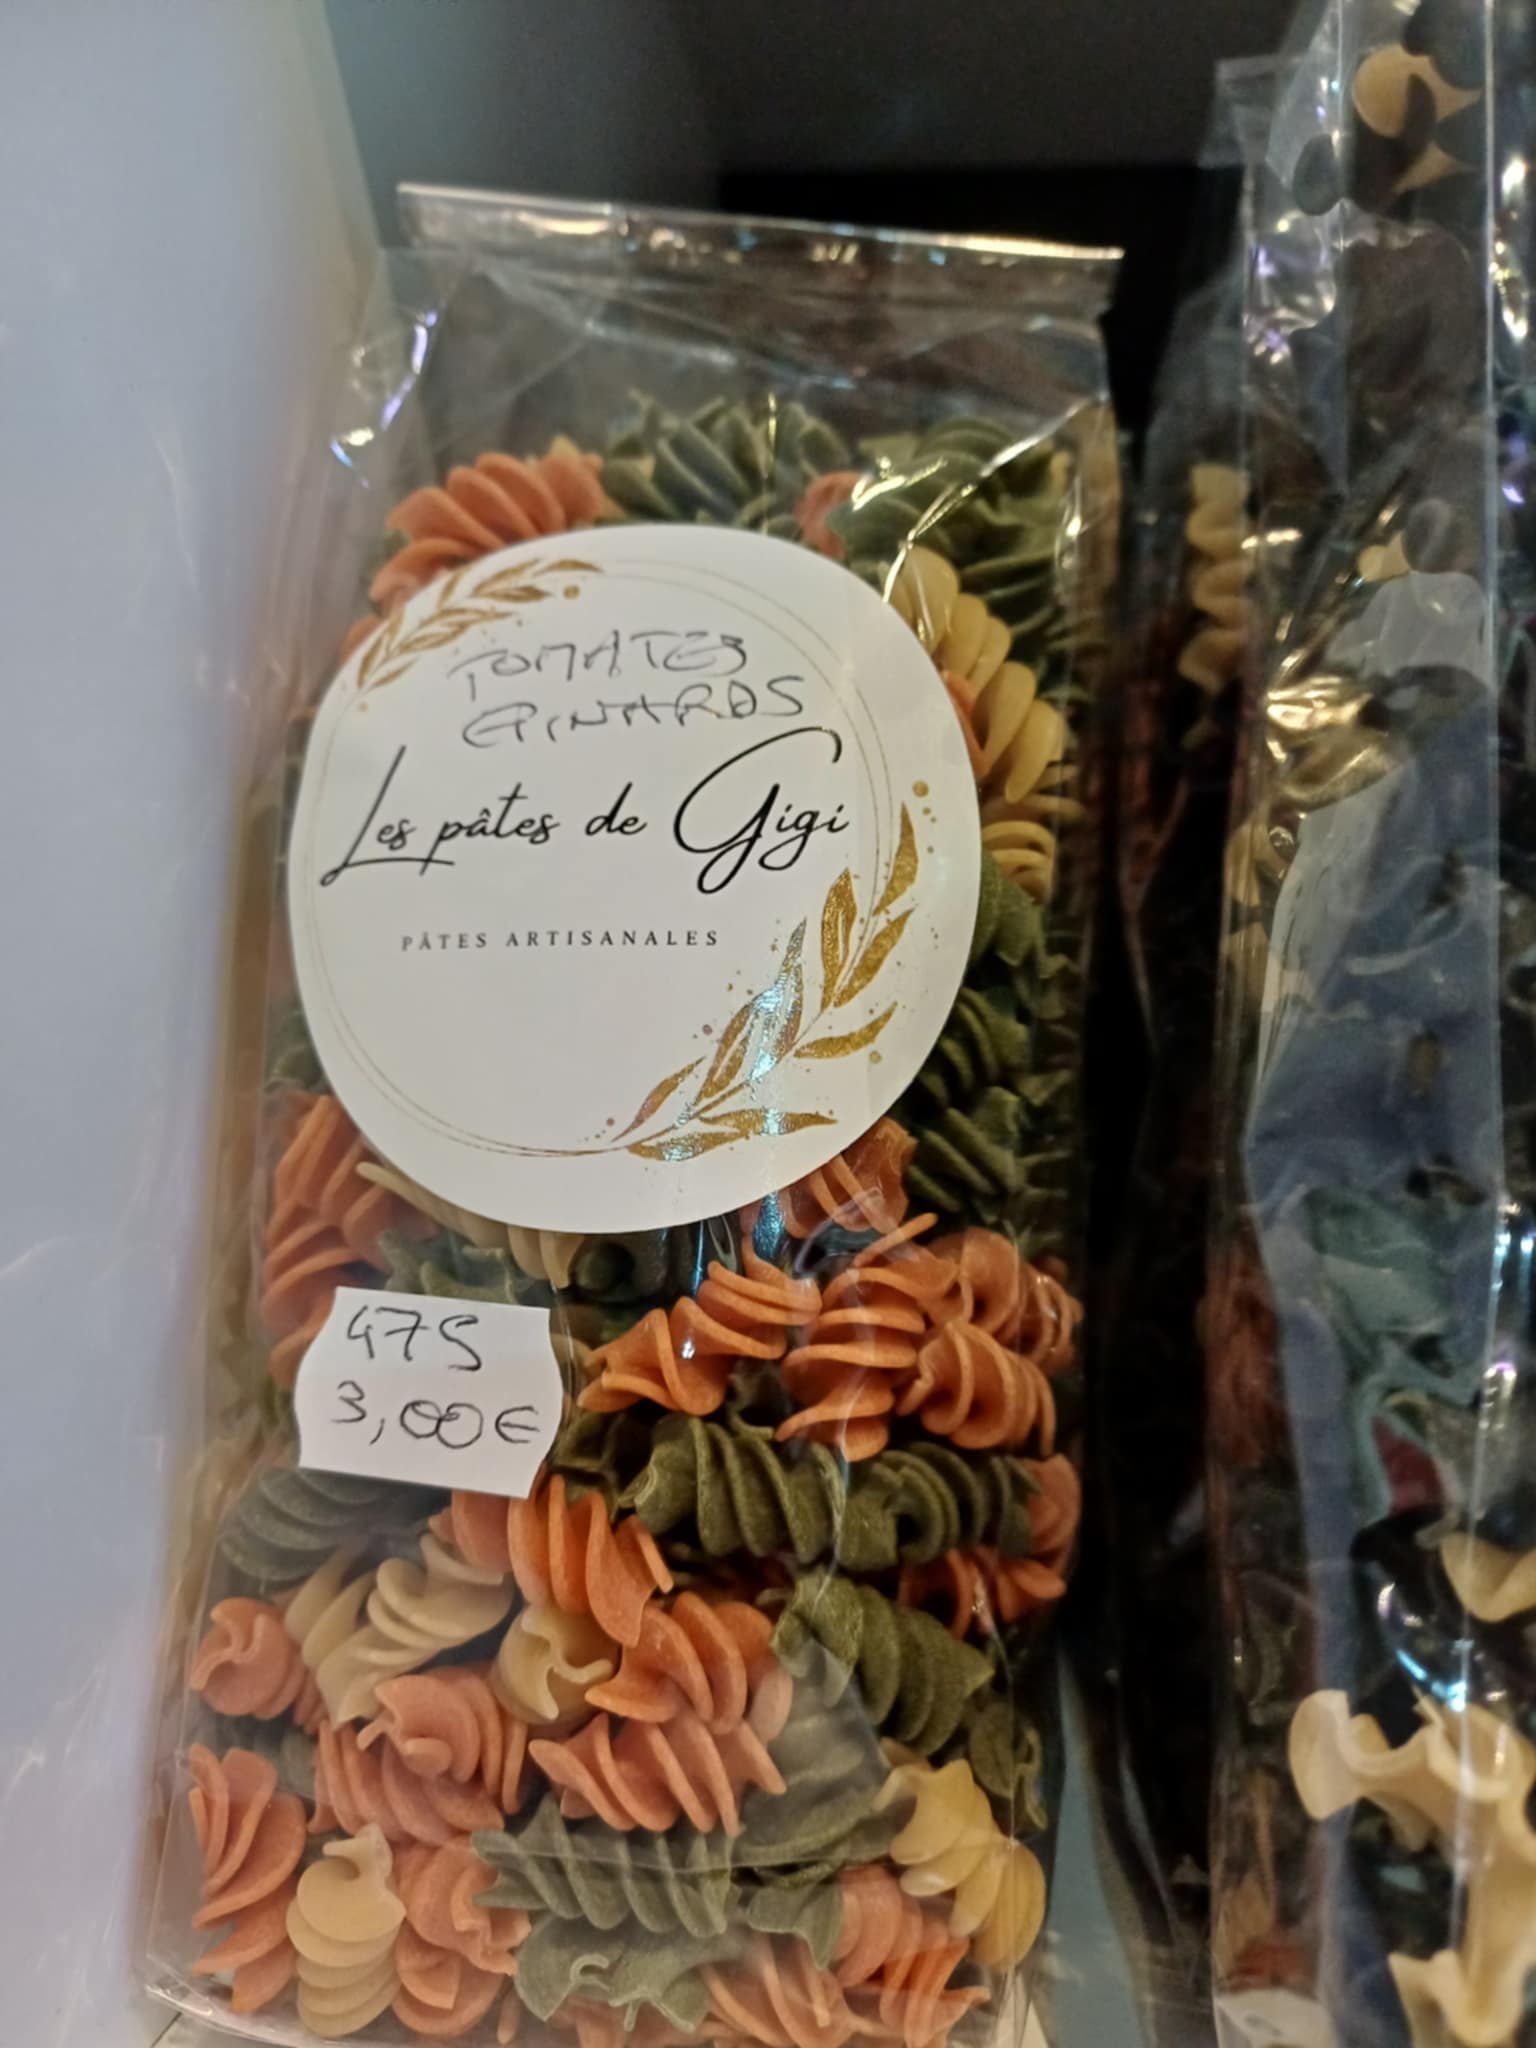 TOMATES
EPINARDS
Les pâtes de Gigi
PÂTES ARTISANALES
475
3,00€